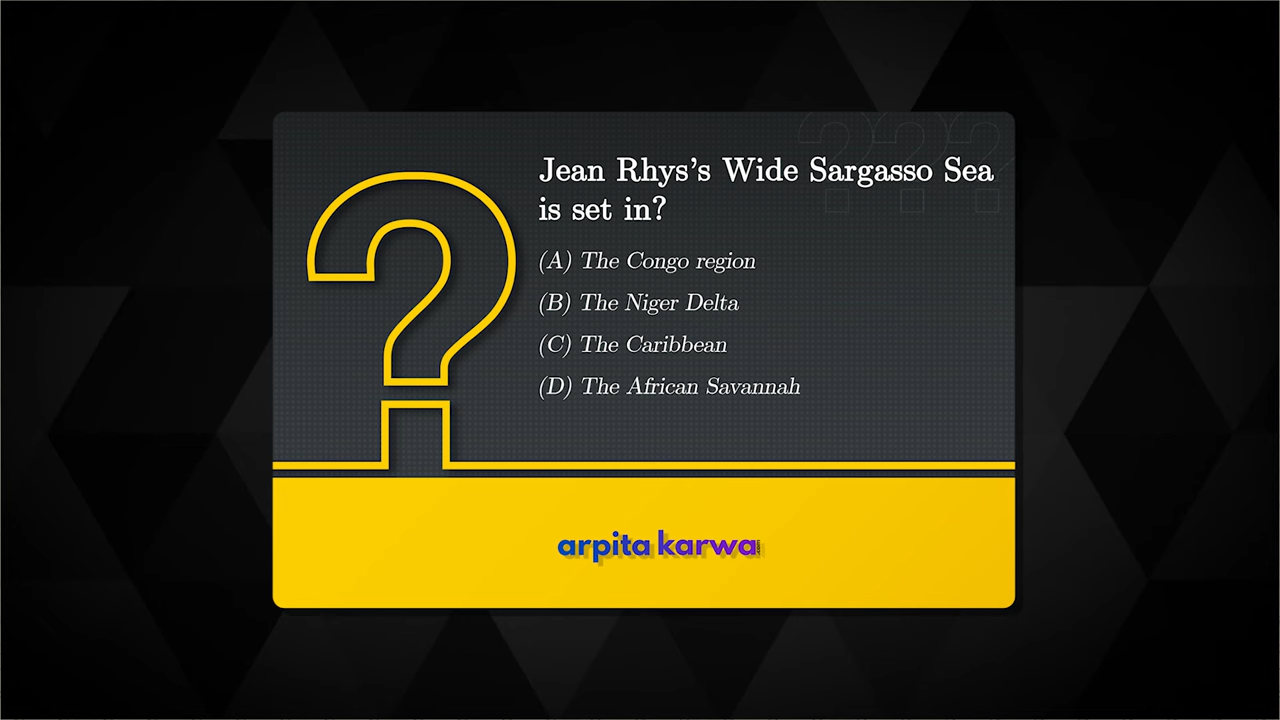 Jean Rhys's Wide Sargasso Sea
is set in?
(A) The Congo region
(B) The Niger Delta
(C) The Caribbean
(D) The African Savannah
arpita karwa.com